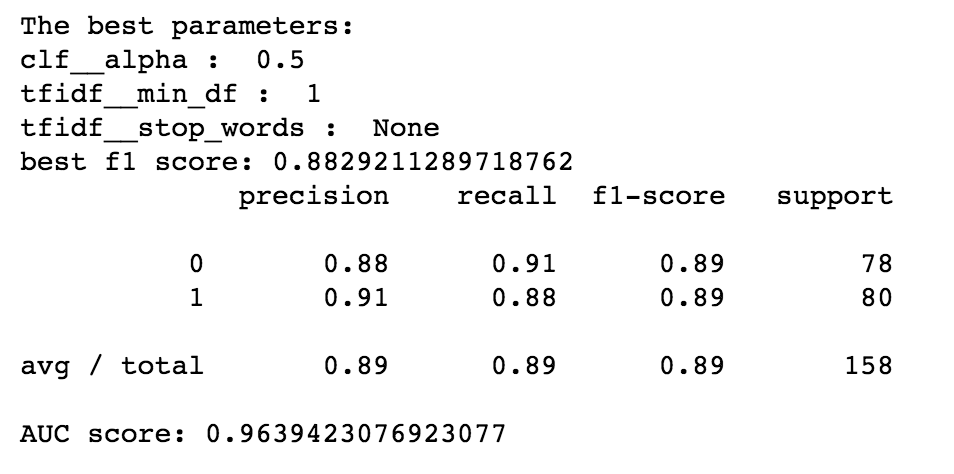 The best parameters:
clf__alpha :  0.5
tfidf__min_df :  1
tfidf__stop_words :  None
best f1 score: 0.8829211289718762
             precision    recall  f1-score   support

          0       0.88      0.91      0.89        78
          1       0.91      0.88      0.89        80

avg / total       0.89      0.89      0.89       158

AUC score: 0.9639423076923077